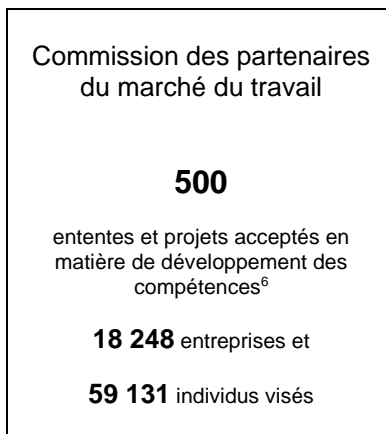 Commission des partenaires
du marché du travail
500
ententes et projets acceptés en
matière de développement des
compétences⁶
18 248 entreprises et
59 131 individus visés